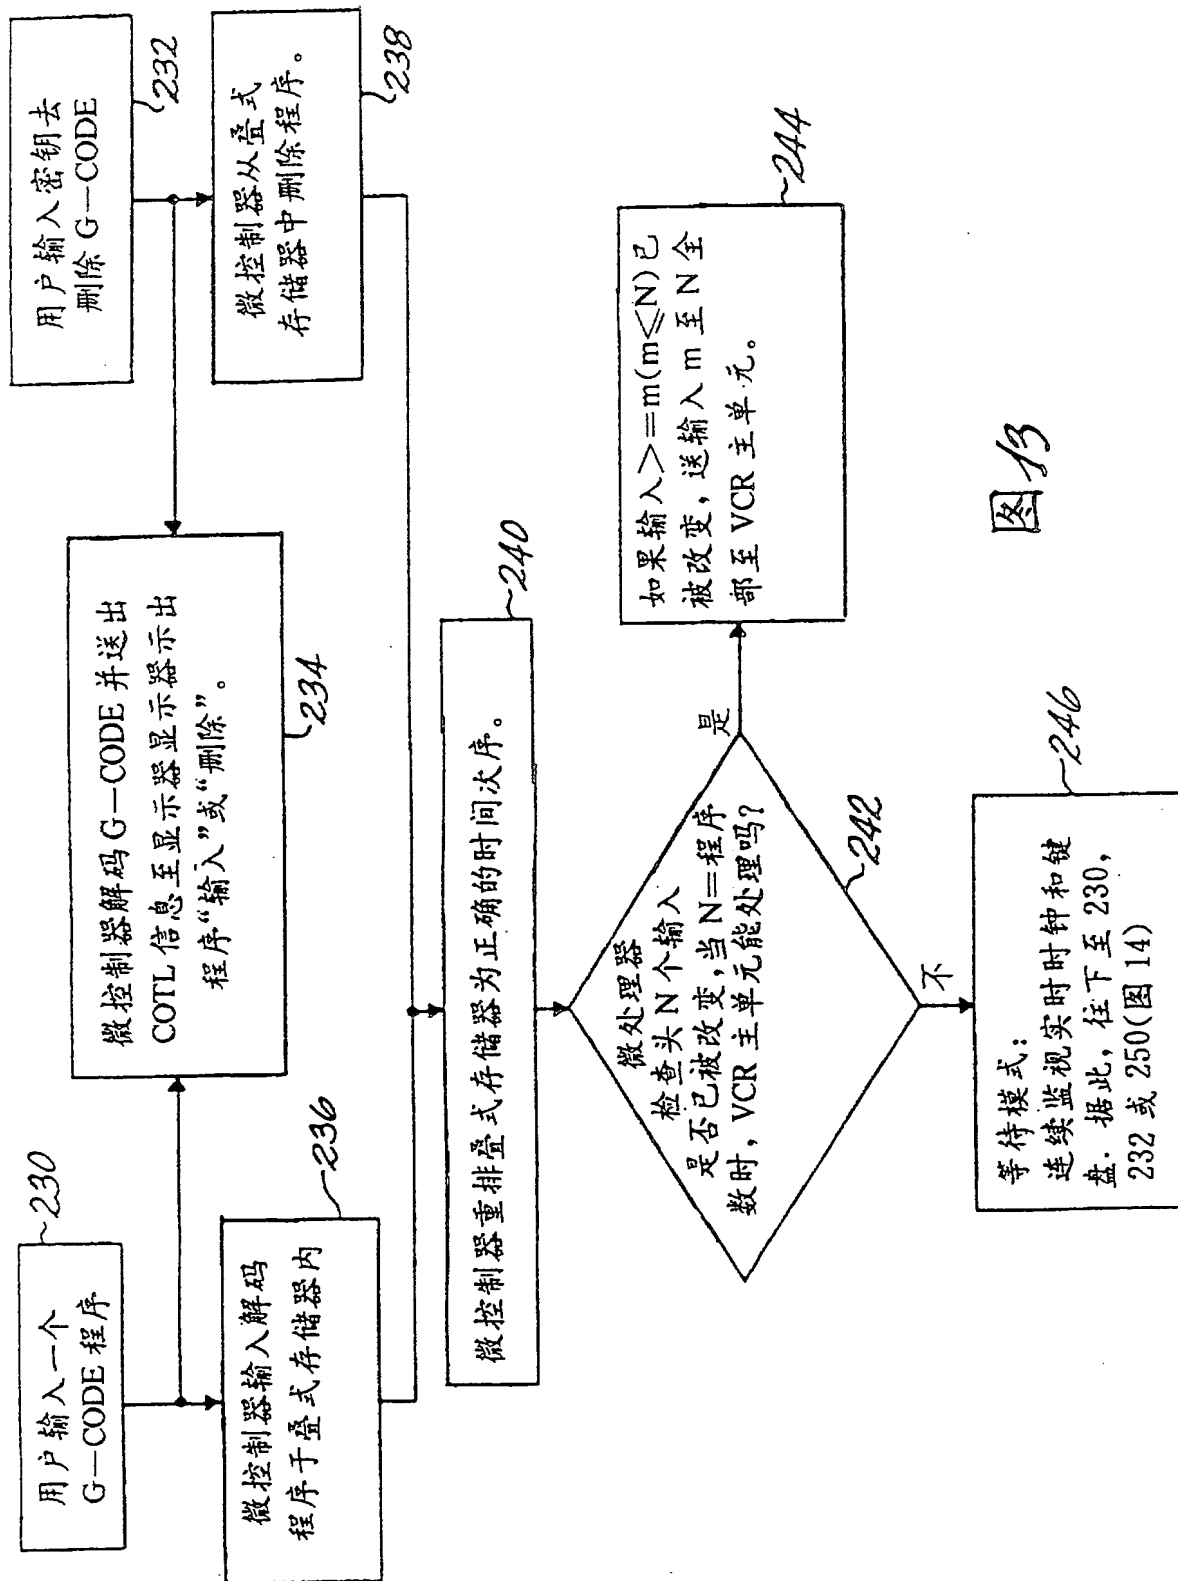 用户输入一个
G—CODE 程序
230
用户输入密钥去
删除 G—CODE
232
微控制器解码 G—CODE 并送出
COTL 信息至显示器显示器示出
程序“输入”或“删除”。
234
微控制器输入解码
程序于叠式存储器内
236
微控制器从叠式
存储器中删除程序。
238
微控制器重排叠式存储器为正确的时间次序。
240
微处理器
检查头 N 个输入
是否已被改变,当 N=程序
数时, VCR 主单元能处理吗?
242
是
不
如果输入>=m(m≤N)已
被改变, 送输入 m 至 N 全
部至 VCR 主单元。
244
等待模式:
连续监视实时时钟和键
盘. 据此, 往下至 230,
232 或 250(图 14)
246
图 13